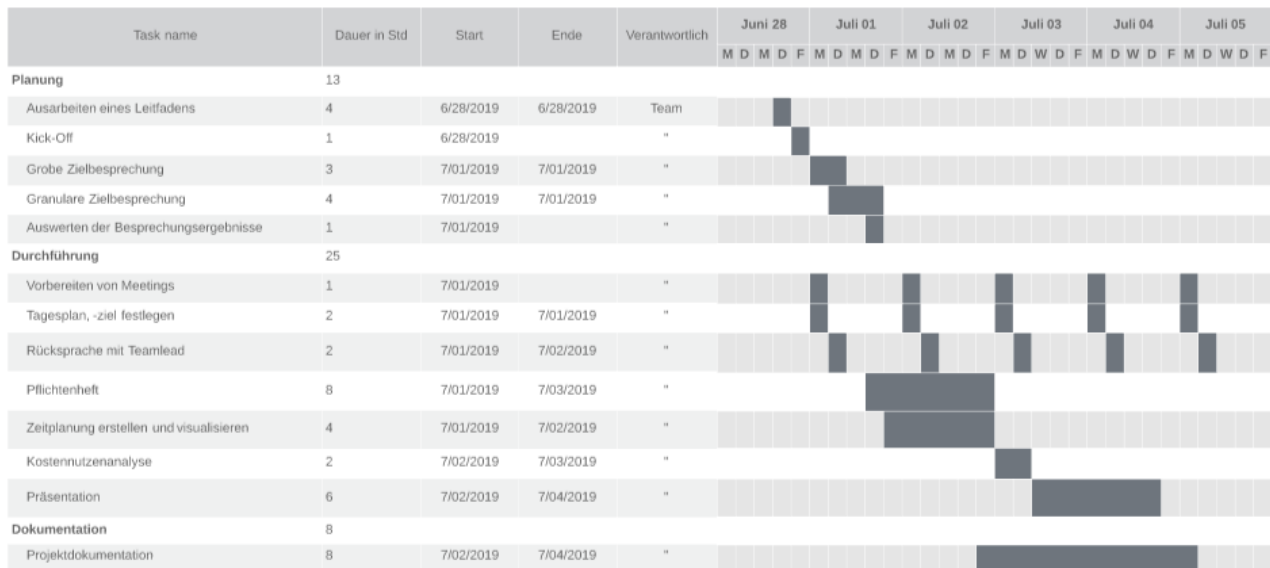 Task name Dauer in Std Start Ende Verantwortlich Juni 28 Juli 01 Juli 02 Juli 03 Juli 04 Juli 05
M D M D F M D M D F M D M D F M D W D F M D W D F M D W D F
Planung 13
Ausarbeiten eines Leitfadens 4 6/28/2019 6/28/2019 Team
Kick-Off 1 6/28/2019 "
Grobe Zielbesprechung 3 7/01/2019 7/01/2019 "
Granulare Zielbesprechung 4 7/01/2019 7/01/2019 "
Auswerten der Besprechungsergebnisse 1 7/01/2019 "
Durchführung 25
Vorbereiten von Meetings 1 7/01/2019 "
Tagesplan, -ziel festlegen 2 7/01/2019 7/01/2019 "
Rücksprache mit Teamlead 2 7/01/2019 7/02/2019 "
Pflichtenheft 8 7/01/2019 7/03/2019 "
Zeitplanung erstellen und visualisieren 4 7/01/2019 7/02/2019 "
Kostennutzenanalyse 2 7/02/2019 7/03/2019 "
Präsentation 6 7/02/2019 7/04/2019 "
Dokumentation 8
Projektdokumentation 8 7/02/2019 7/04/2019 "